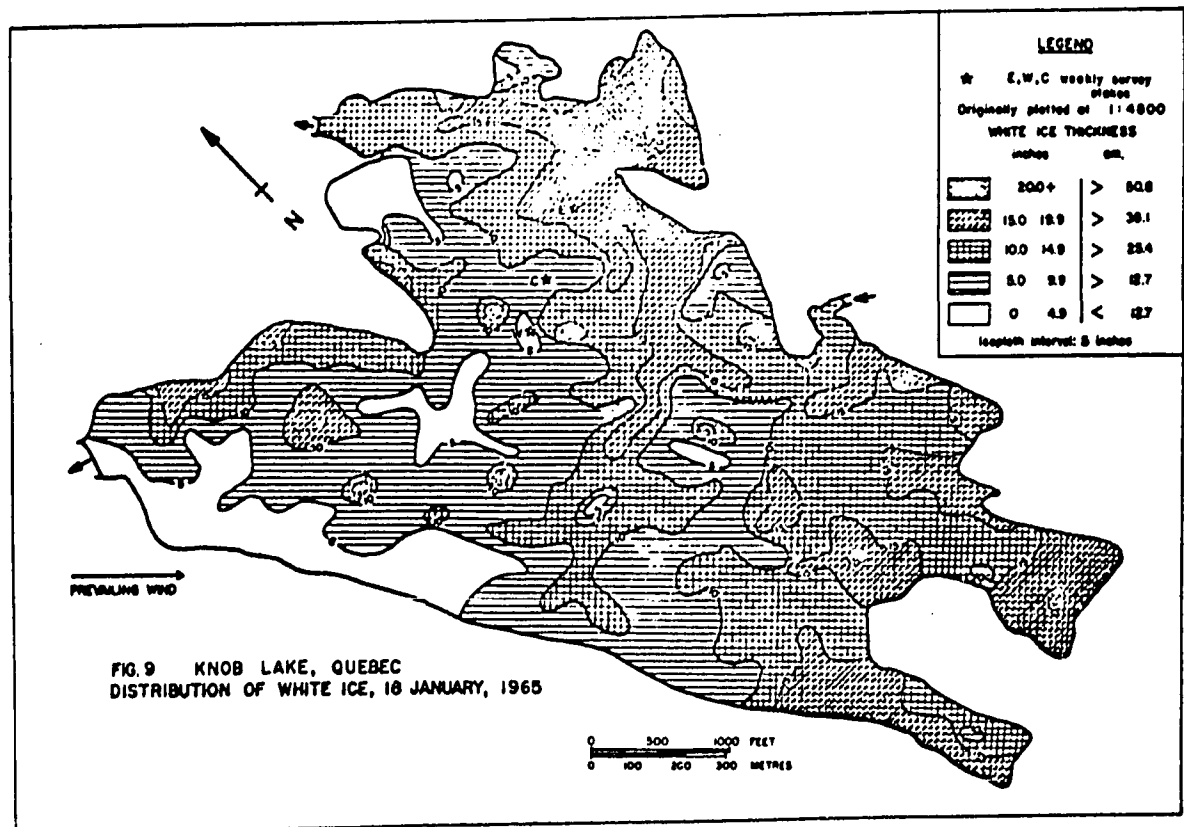 LEGEND
★ E, W, C weekly survey
stakes
Originally plotted at 1:4800
WHITE ICE THICKNESS
inches cm.
20.0+ > 50.8
15.0 19.9 > 38.1
10.0 14.9 > 25.4
5.0 9.9 > 12.7
0 4.9 < 12.7
Isopleth interval: 5 inches
N
E
C
W
PREVAILING WIND
FIG. 9 KNOB LAKE, QUEBEC
DISTRIBUTION OF WHITE ICE, 18 JANUARY, 1965
0 500 1000 FEET
0 100 200 300 METRES